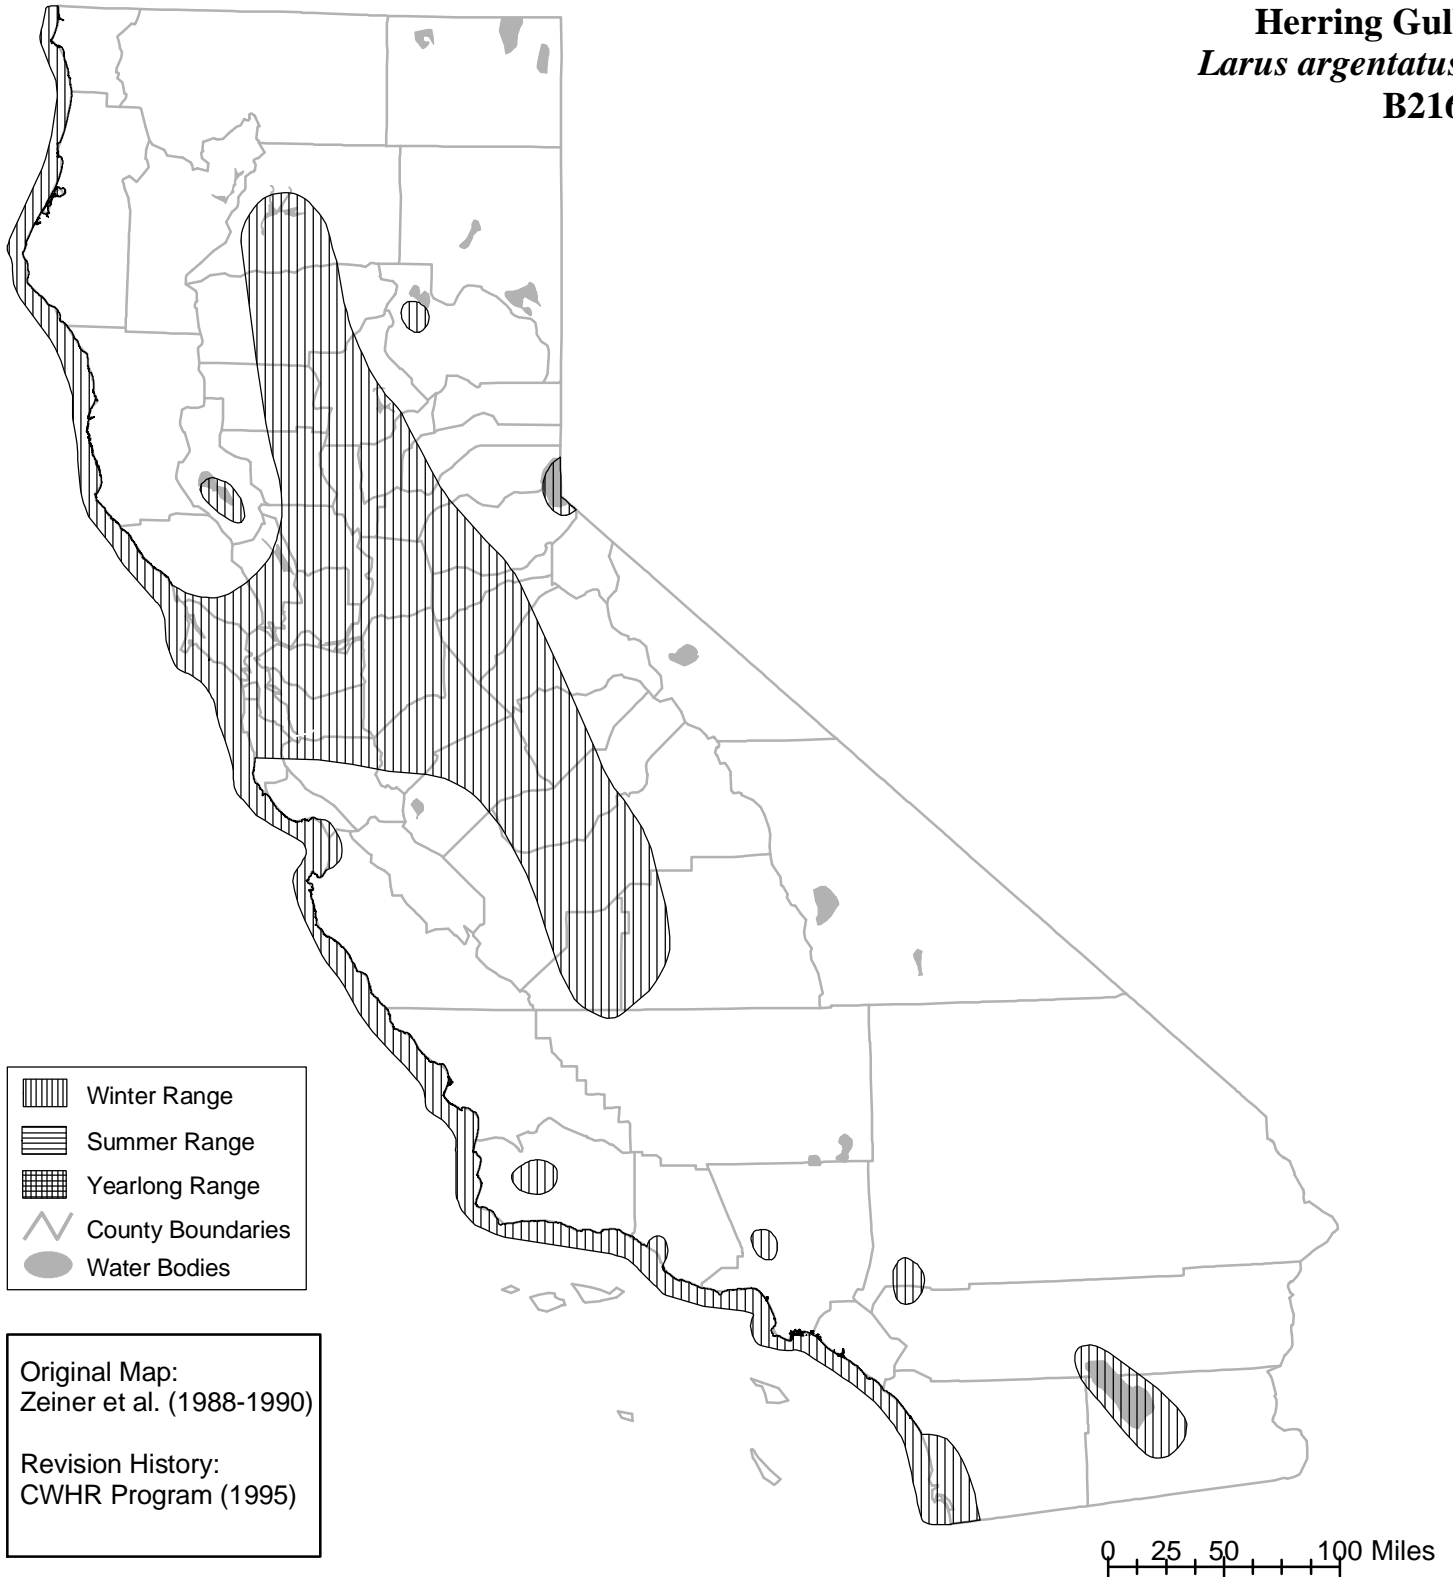 Herring Gull
Larus argentatus
B216
Winter Range
Summer Range
Yearlong Range
County Boundaries
Water Bodies
Original Map:
Zeiner et al. (1988-1990)
Revision History:
CWHR Program (1995)
0 25 50 100 Miles